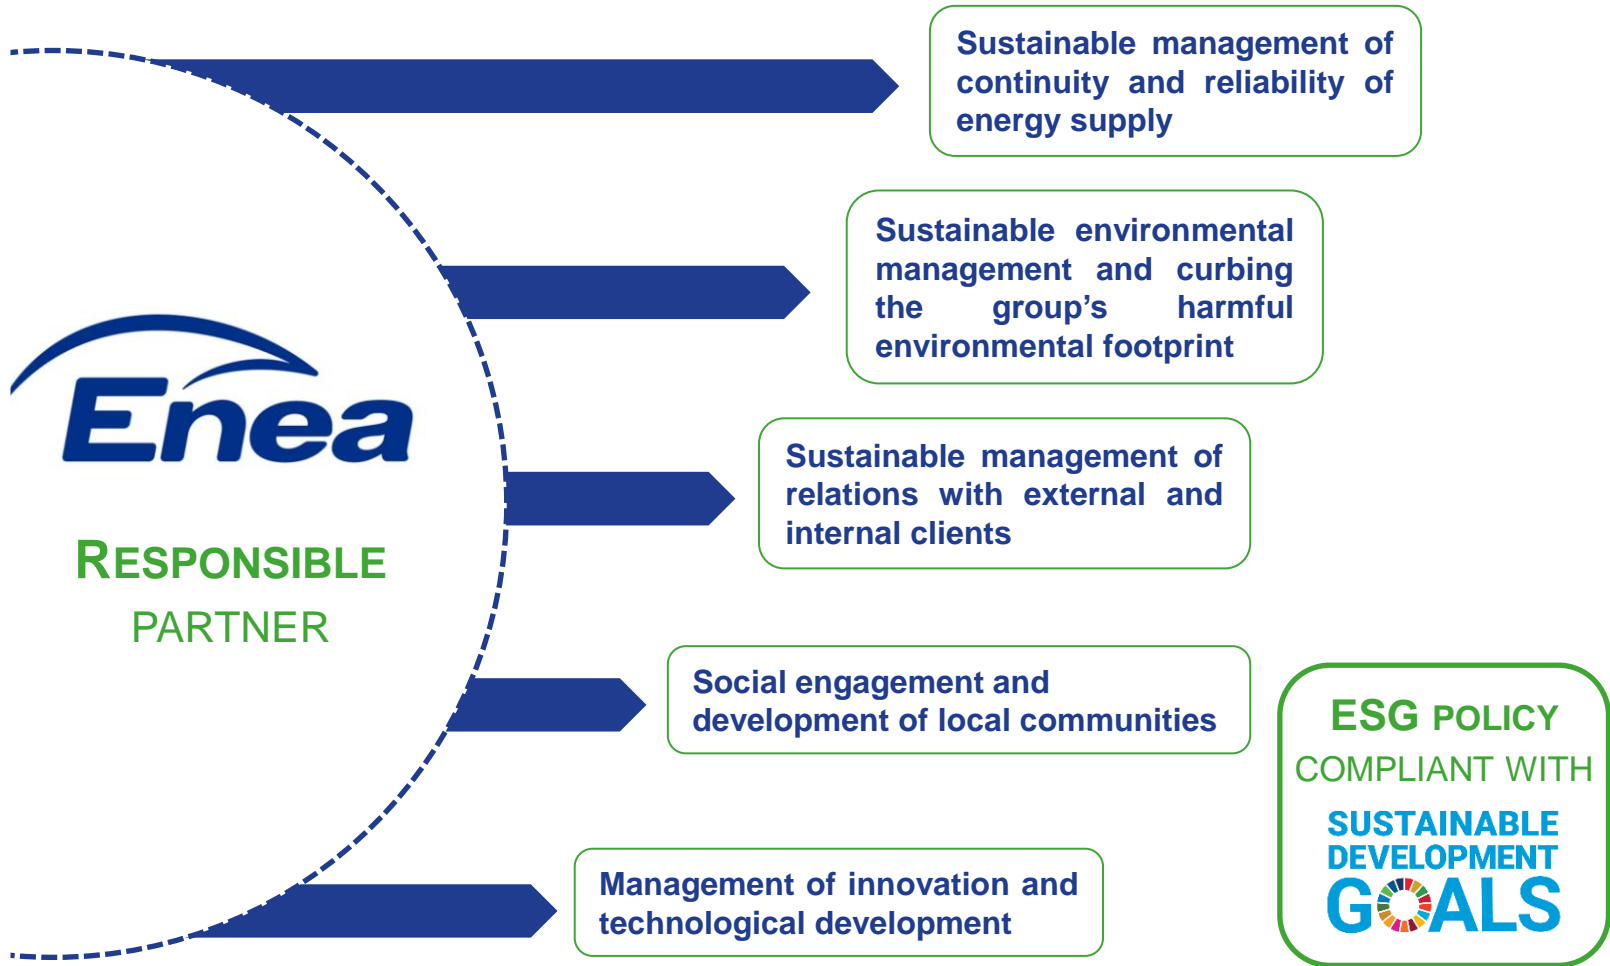 Sustainable management of
continuity and reliability of
energy supply
Sustainable environmental
management and curbing
the group’s harmful
environmental footprint
Enea
RESPONSIBLE
PARTNER
Sustainable management of
relations with external and
internal clients
Social engagement and
development of local communities
Management of innovation and
technological development
ESG POLICY
COMPLIANT WITH
SUSTAINABLE
DEVELOPMENT
GOALS